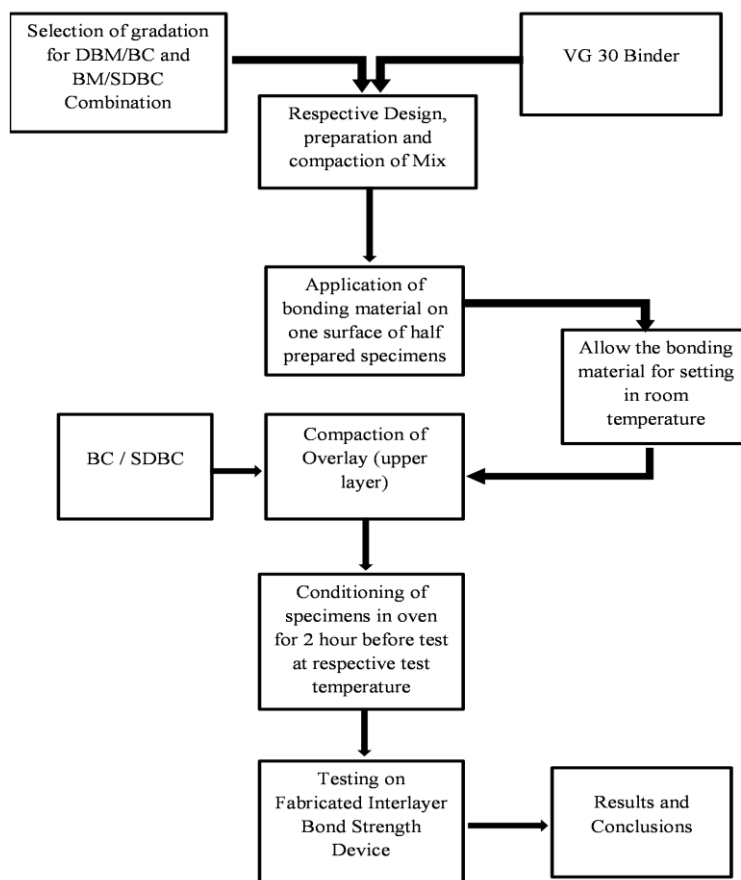 Selection of gradation
for DBM/BC and
BM/SDBC
Combination
VG 30 Binder
Respective Design,
preparation and
compaction of Mix
Application of
bonding material on
one surface of half
prepared specimens
Allow the bonding
material for setting
in room
temperature
BC / SDBC
Compaction of
Overlay (upper
layer)
Conditioning of
specimens in oven
for 2 hour before test
at respective test
temperature
Testing on
Fabricated Interlayer
Bond Strength
Device
Results and
Conclusions